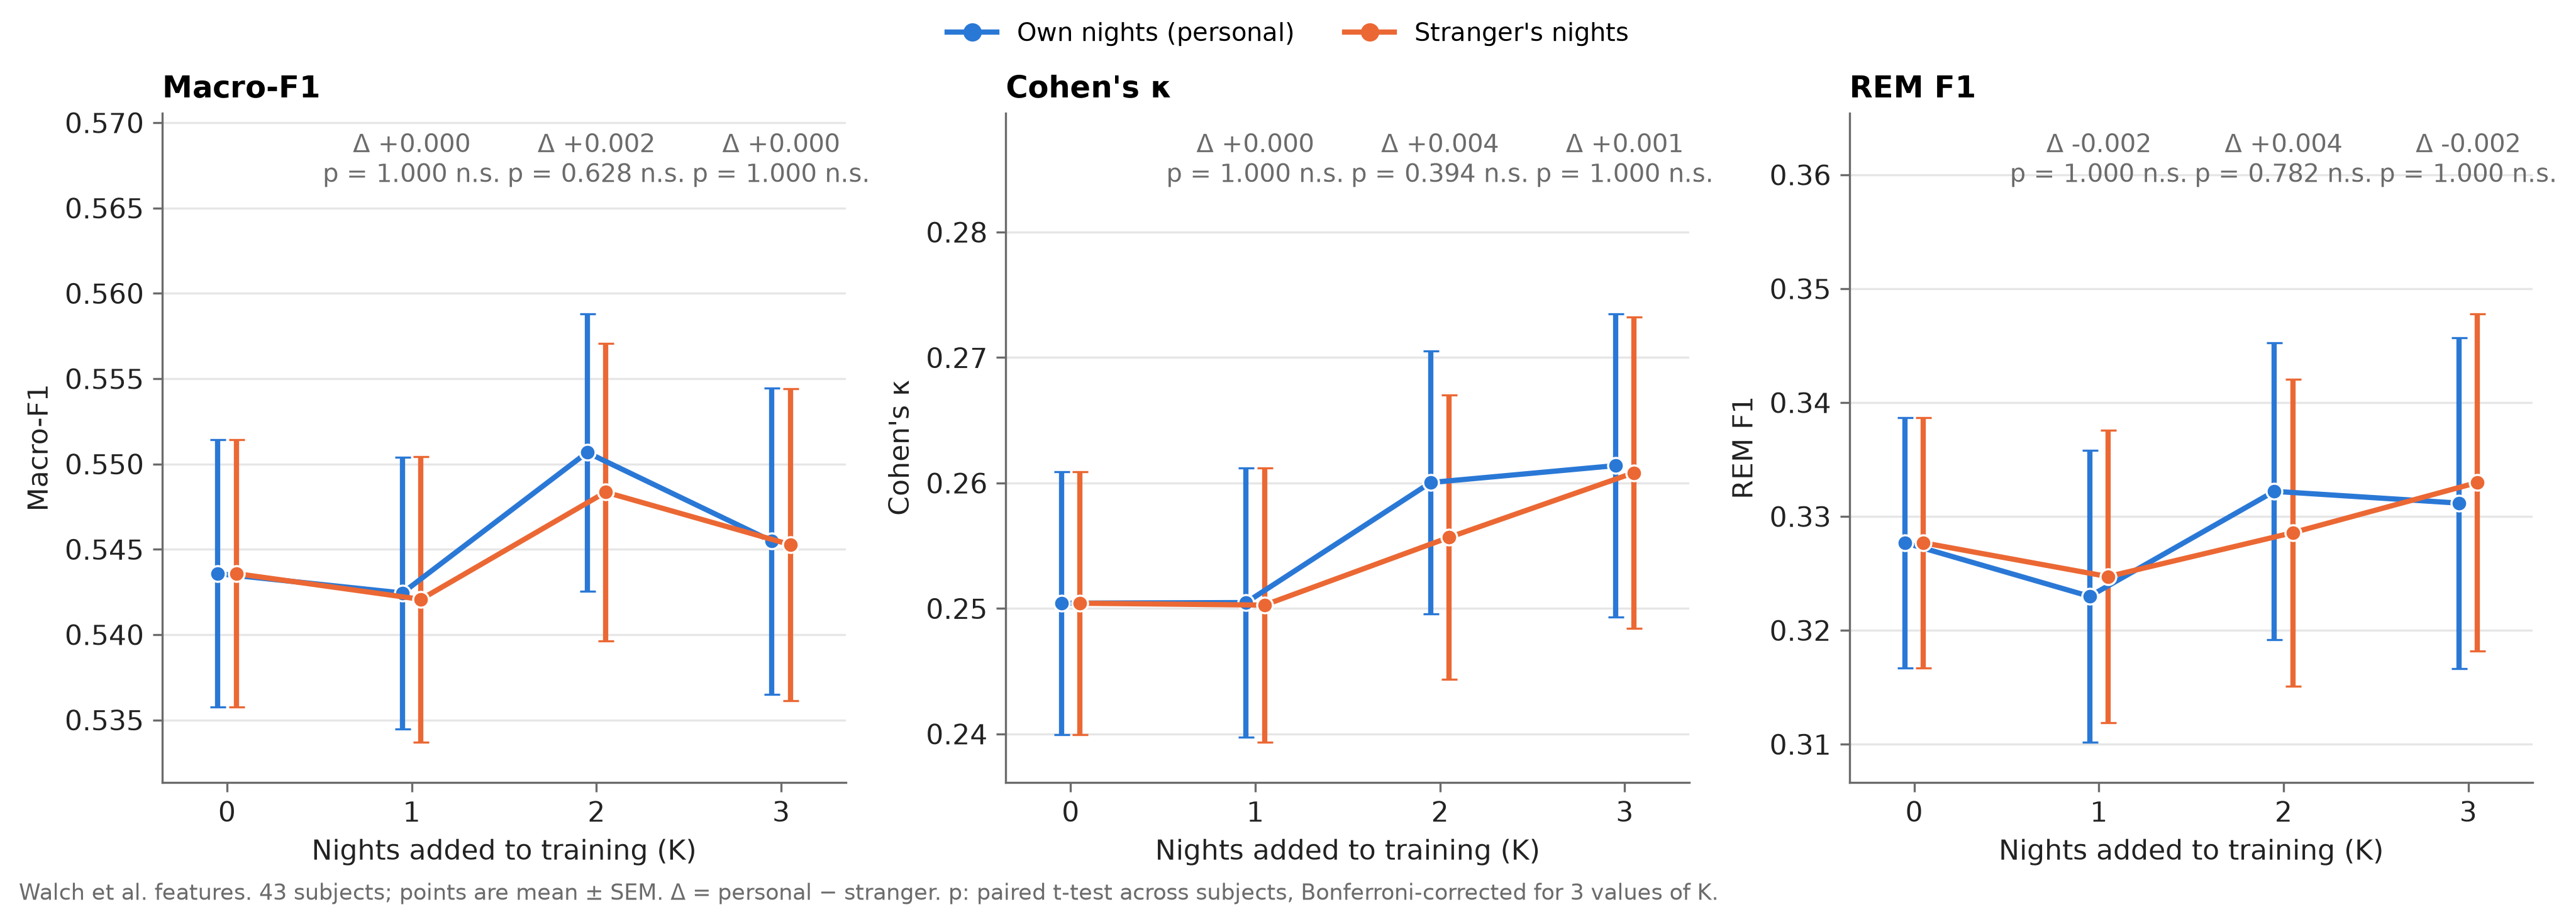 Own nights (personal) Stranger's nights
Macro-F1
0.570
0.565
0.560
0.555
0.550
0.545
0.540
0.535
Macro-F1
Δ +0.000 Δ +0.002 Δ +0.000
p = 1.000 n.s. p = 0.628 n.s. p = 1.000 n.s.
0 1 2 3
Nights added to training (K)
Cohen's κ
0.28
0.27
0.26
0.25
0.24
Cohen's κ
Δ +0.000 Δ +0.004 Δ +0.001
p = 1.000 n.s. p = 0.394 n.s. p = 1.000 n.s.
0 1 2 3
Nights added to training (K)
REM F1
0.36
0.35
0.34
0.33
0.32
0.31
REM F1
Δ -0.002 Δ +0.004 Δ -0.002
p = 1.000 n.s. p = 0.782 n.s. p = 1.000 n.s.
0 1 2 3
Nights added to training (K)
Walch et al. features. 43 subjects; points are mean ± SEM. Δ = personal − stranger. p: paired t-test across subjects, Bonferroni-corrected for 3 values of K.